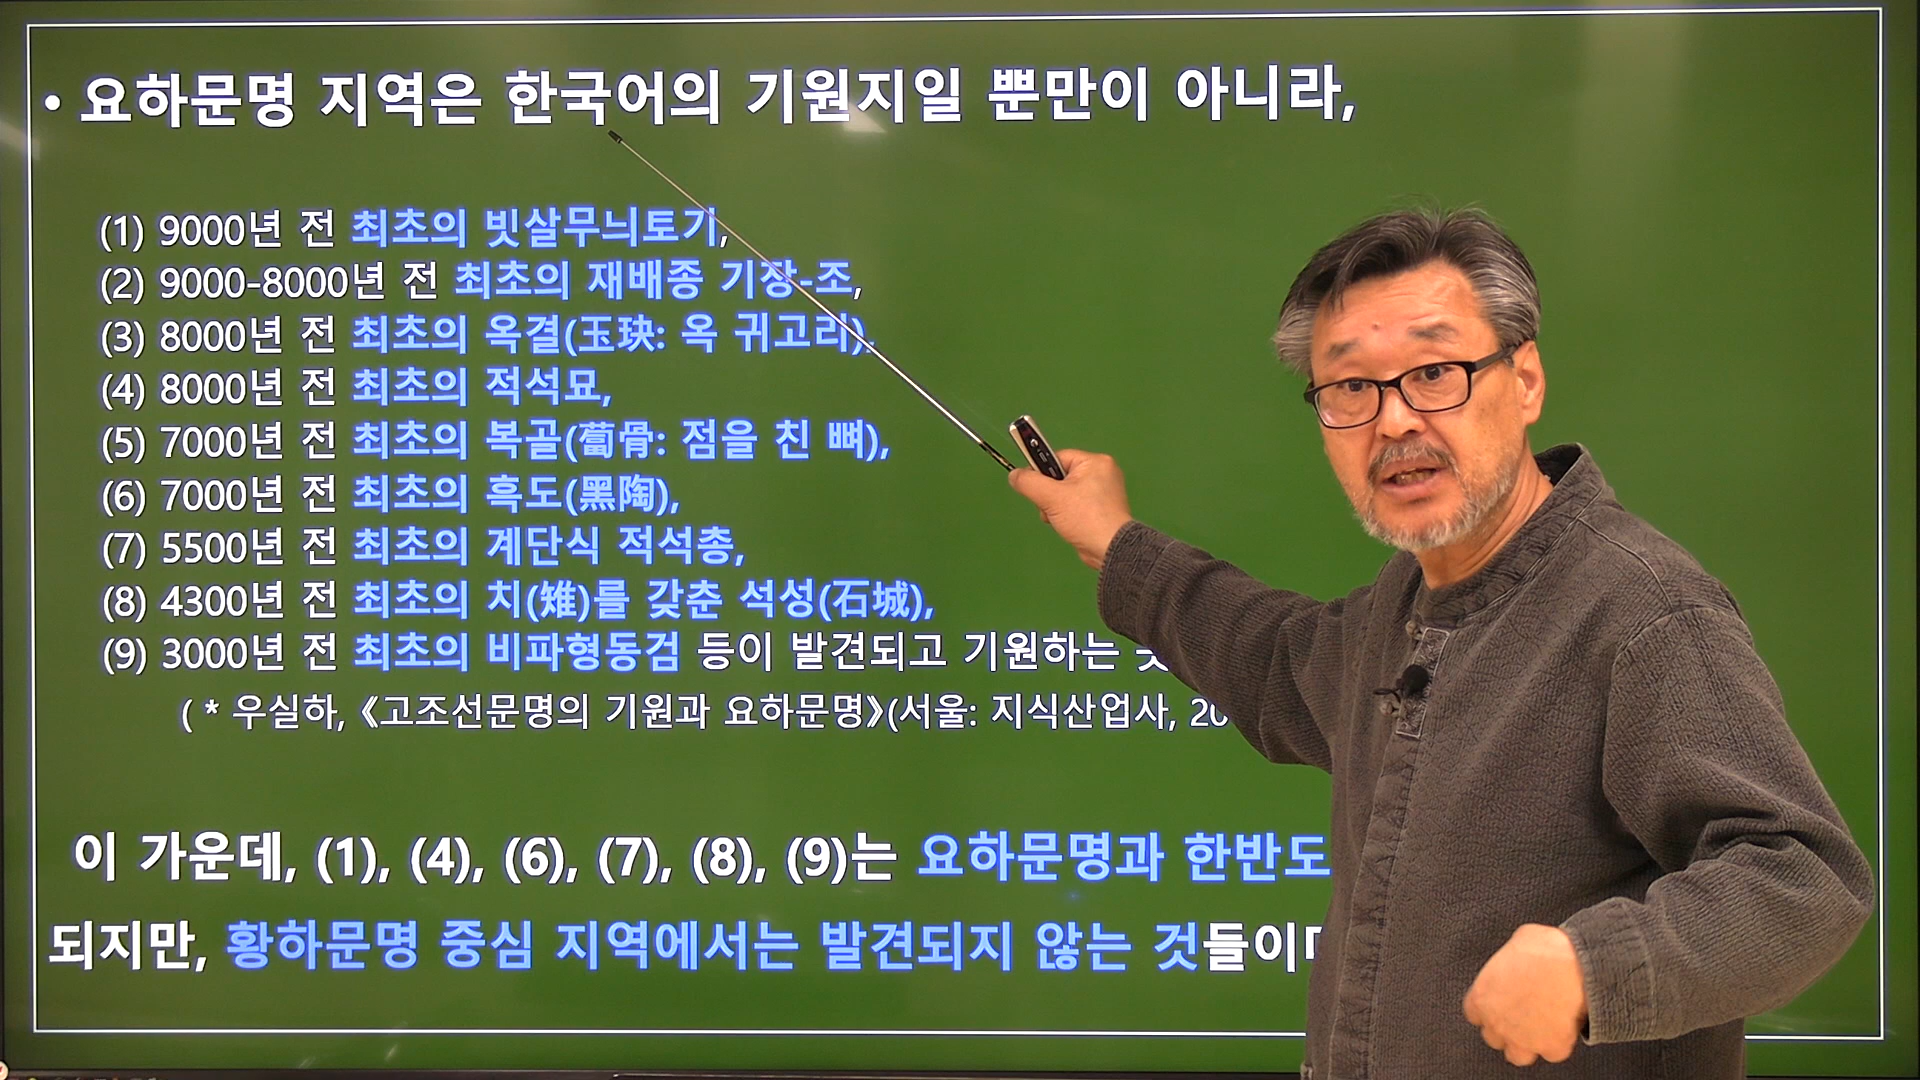 • 요하문명 지역은 한국어의 기원지일 뿐만이 아니라,
(1) 9000년 전 최초의 빗살무늬토기,
(2) 9000-8000년 전 최초의 재배종 기장-조,
(3) 8000년 전 최초의 옥결(玉玦: 옥 귀고리),
(4) 8000년 전 최초의 적석묘,
(5) 7000년 전 최초의 복골(蔔骨: 점을 친 뼈),
(6) 7000년 전 최초의 흑도(黑陶),
(7) 5500년 전 최초의 계단식 적석총,
(8) 4300년 전 최초의 치(雉)를 갖춘 석성(石城),
(9) 3000년 전 최초의 비파형동검 등이 발견되고 기원하는
( * 우실하, 《고조선문명의 기원과 요하문명》(서울: 지식산업사, 20
이 가운데, (1), (4), (6), (7), (8), (9)는 요하문명과 한반도
되지만, 황하문명 중심 지역에서는 발견되지 않는 것들이